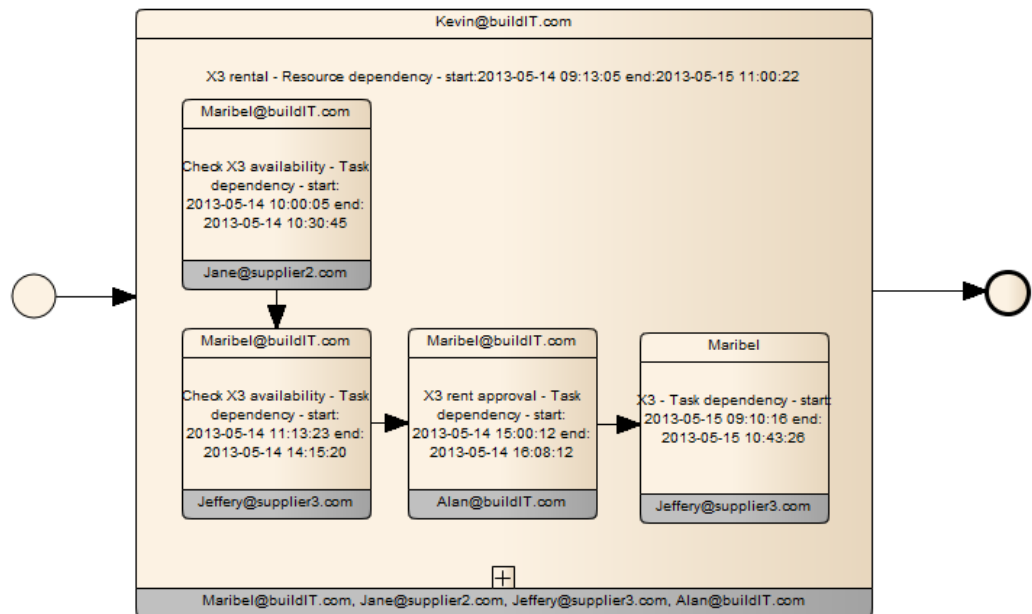 Kevin@buildIT.com
X3 rental - Resource dependency - start:2013-05-14 09:13:05 end:2013-05-15 11:00:22
Maribel@buildIT.com
Check X3 availability - Task
dependency - start:
2013-05-14 10:00:05 end:
2013-05-14 10:30:45
Jane@supplier2.com
Maribel@buildIT.com
Check X3 availability - Task
dependency - start:
2013-05-14 11:13:23 end:
2013-05-14 14:15:20
Jeffery@supplier3.com
Maribel@buildIT.com
X3 rent approval - Task
dependency - start:
2013-05-14 15:00:12 end:
2013-05-14 16:08:12
Alan@buildIT.com
Maribel
X3 - Task dependency - start:
2013-05-15 09:10:16 end:
2013-05-15 10:43:26
Jeffery@supplier3.com
Maribel@buildIT.com, Jane@supplier2.com, Jeffery@supplier3.com, Alan@buildIT.com